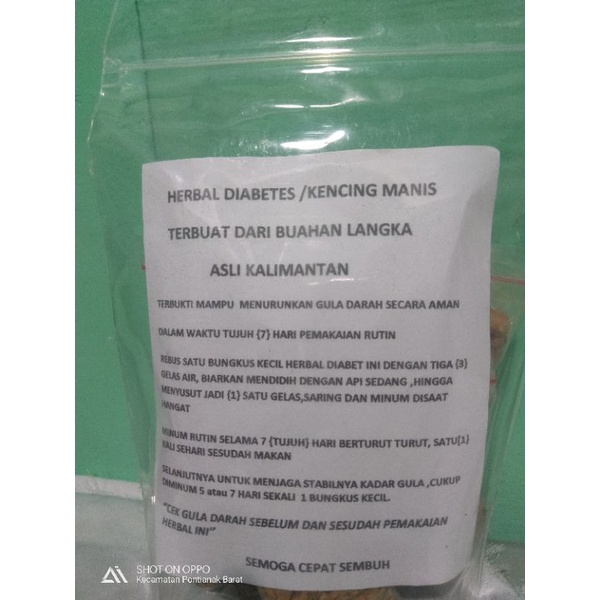 HERBAL DIABETES /KENCING MANIS
TERBUAT DARI BUAHAN LANGKA
ASLI KALIMANTAN
TERBUKTI MAMPU MENURUNKAN GULA DARAH SECARA AMAN
DALAM WAKTU TUJUH {7} HARI PEMAKAIAN RUTIN
REBUS SATU BUNGKUS KECIL HERBAL DIABET INI DENGAN TIGA {3}
GELAS AIR, BIARKAN MENDIDIH DENGAN API SEDANG ,HINGGA
MENYUSUT JADI {1} SATU GELAS,SARING DAN MINUM DISAAT
HANGAT
MINUM RUTIN SELAMA 7 {TUJUH} HARI BERTURUT TURUT, SATU{1}
KALI SEHARI SESUDAH MAKAN
SELANJUTNYA UNTUK MENJAGA STABILNYA KADAR GULA ,CUKUP
DIMINUM 5 atau 7 HARI SEKALI 1 BUNGKUS KECIL.
"CEK GULA DARAH SEBELUM DAN SESUDAH PEMAKAIAN
HERBAL INI"
SEMOGA CEPAT SEMBUH
SHOT ON OPPO
Kecamatan Pontianak Barat